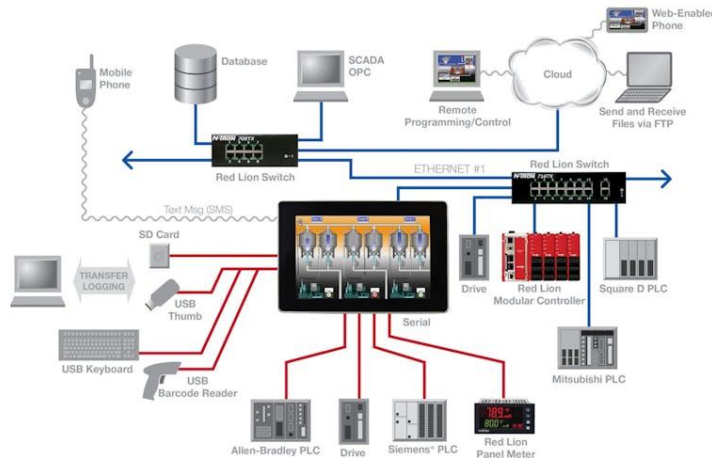 Web-Enabled
Phone
Mobile
Phone
Database
SCADA
OPC
Cloud
Remote
Programming/Control
Send and Receive
Files via FTP
N-TRON 708TX
Red Lion Switch
ETHERNET #1
Red Lion Switch
N-TRON 716TX
Text Msg (SMS)
SD Card
TRANSFER
LOGGING
USB
Thumb
Drive
Red Lion
Modular Controller
Square D PLC
Serial
USB Keyboard
USB
Barcode Reader
Mitsubishi PLC
Allen-Bradley PLC
Drive
Siemens® PLC
Red Lion
Panel Meter